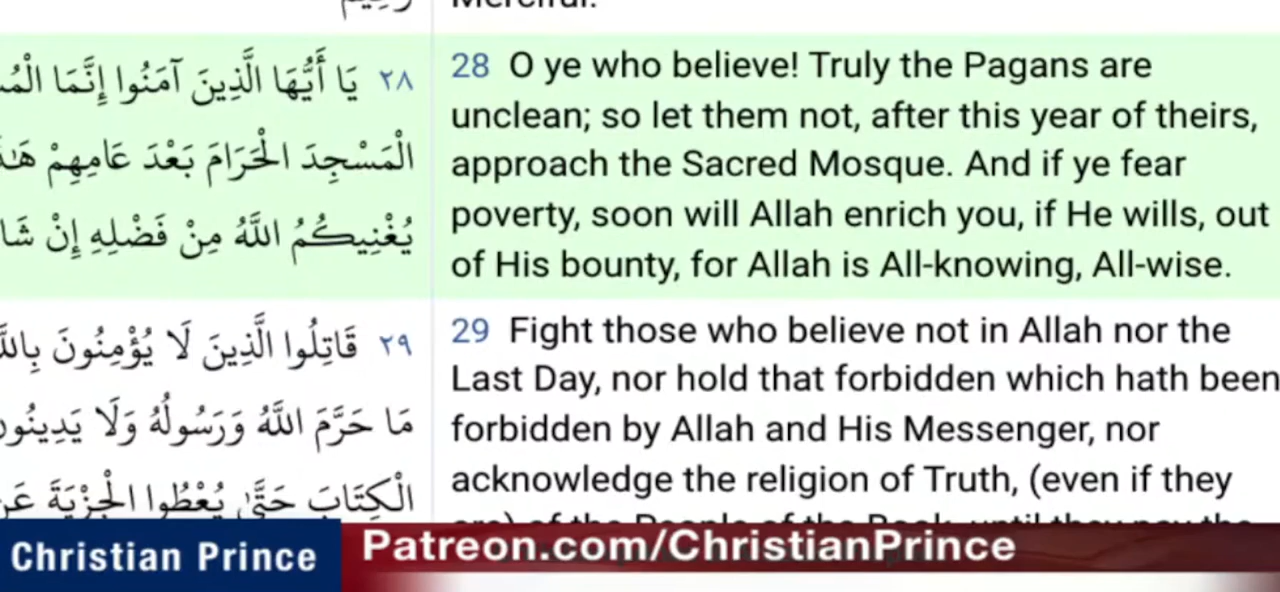 Merciful.
٢٨ يَا أَيُّهَا الَّذِينَ آمَنُوا إِنَّمَا
الْمَسْجِدَ الْحَرَامَ بَعْدَ عَامِهِمْ
يُغْنِيكُمُ اللَّهُ مِنْ فَضْلِهِ إِنْ
28 O ye who believe! Truly the Pagans are
unclean; so let them not, after this year of theirs,
approach the Sacred Mosque. And if ye fear
poverty, soon will Allah enrich you, if He wills, out
of His bounty, for Allah is All-knowing, All-wise.
٢٩ قَاتِلُوا الَّذِينَ لَا يُؤْمِنُونَ
مَا حَرَّمَ اللَّهُ وَرَسُولُهُ وَلَا
الْكِتَابَ حَتَّىٰ يُعْطُوا الْجِزْيَةَ
29 Fight those who believe not in Allah nor the
Last Day, nor hold that forbidden which hath been
forbidden by Allah and His Messenger, nor
acknowledge the religion of Truth, (even if they
Christian Prince
Patreon.com/ChristianPrince